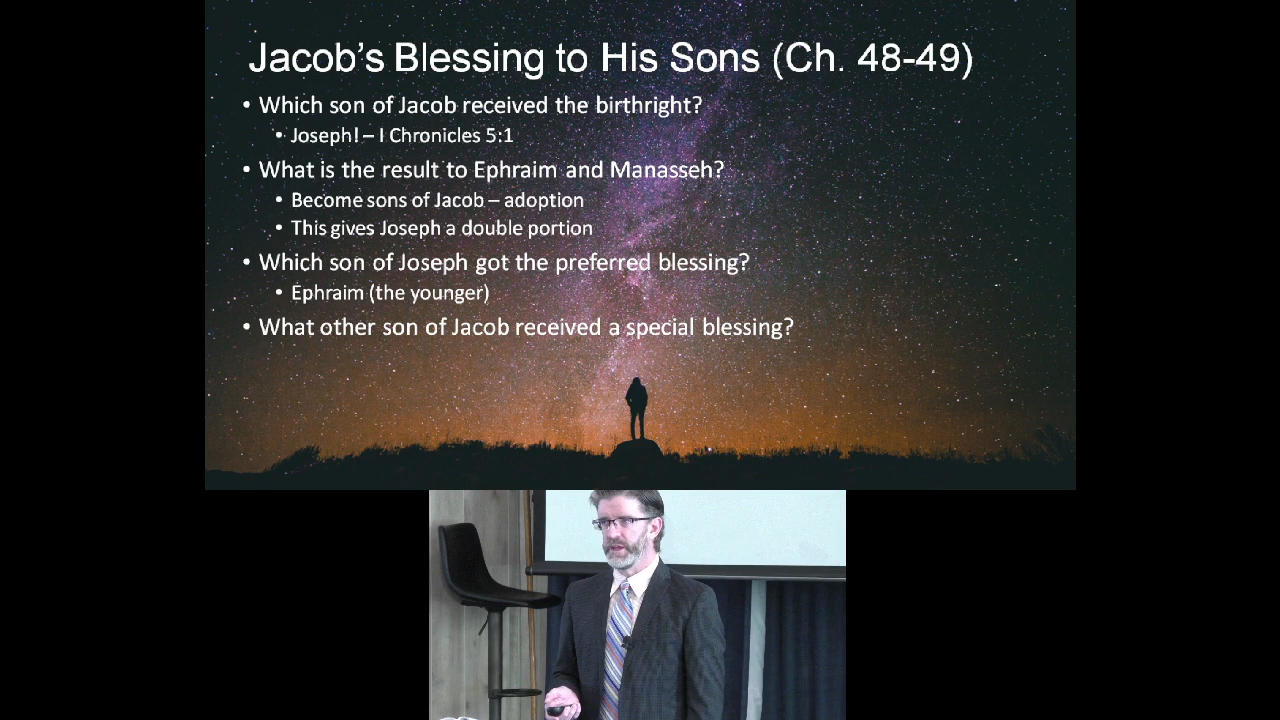 Jacob’s Blessing to His Sons (Ch. 48-49)
• Which son of Jacob received the birthright?
• Joseph! – I Chronicles 5:1
• What is the result to Ephraim and Manasseh?
• Become sons of Jacob – adoption
• This gives Joseph a double portion
• Which son of Joseph got the preferred blessing?
• Ephraim (the younger)
• What other son of Jacob received a special blessing?